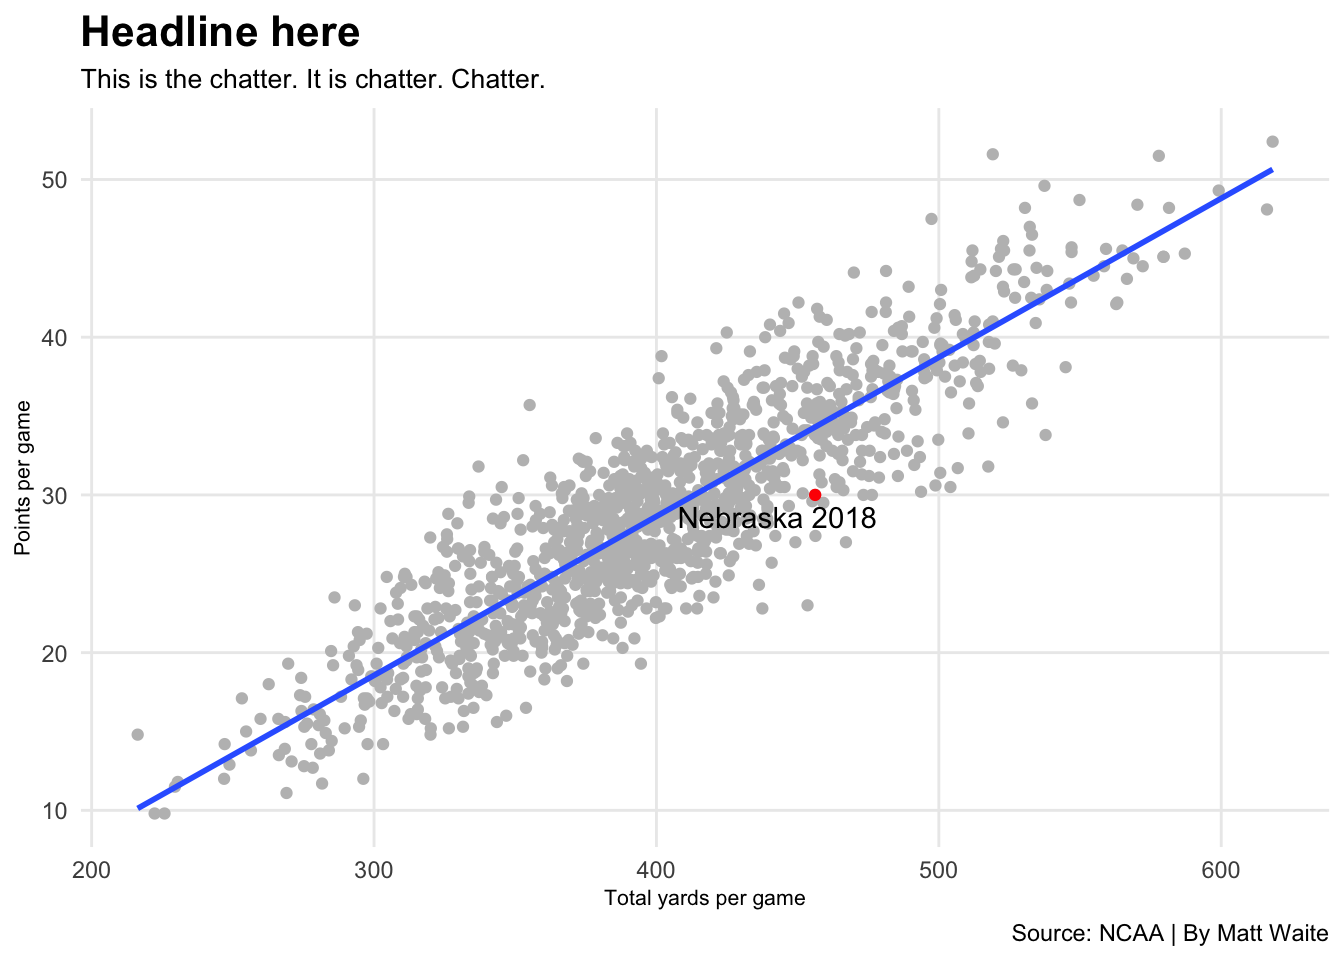 Headline here
This is the chatter. It is chatter. Chatter.
50
40
30
20
10
Points per game
Nebraska 2018
200 300 400 500 600
Total yards per game
Source: NCAA | By Matt Waite